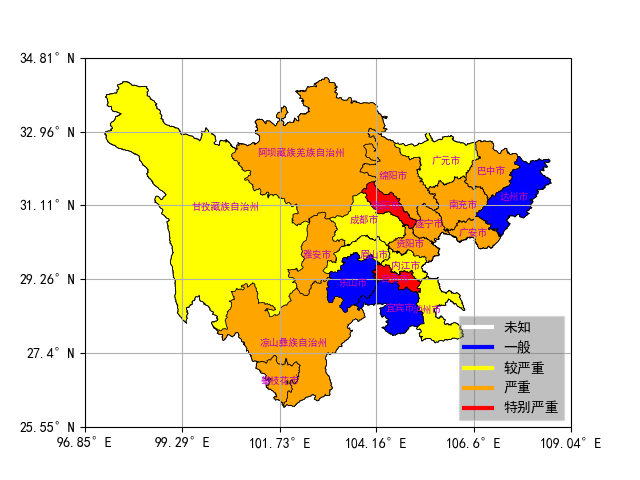 34.81° N
32.96° N
31.11° N
29.26° N
27.4° N
25.55° N
阿坝藏族羌族自治州
广元市
巴中市
绵阳市
达州市
甘孜藏族自治州
南充市
成都市
遂宁市
广安市
资阳市
雅安市
眉山市
内江市
乐山市
宜宾市
泸州市
凉山彝族自治州
攀枝花市
未知
一般
较严重
严重
特别严重
96.85° E
99.29° E
101.73° E
104.16° E
106.6° E
109.04° E